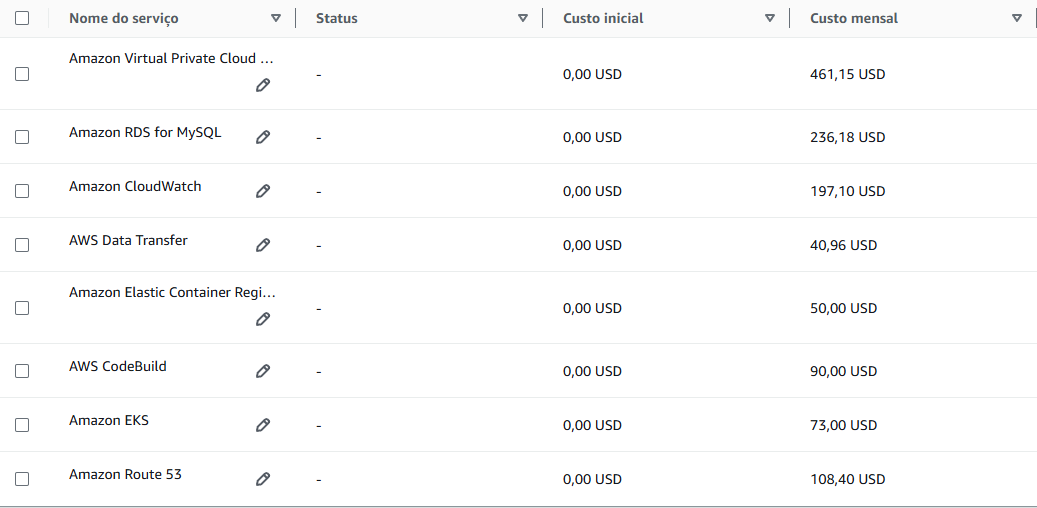 Nome do serviço Status Custo inicial Custo mensal
Amazon Virtual Private Cloud ... - 0,00 USD 461,15 USD
Amazon RDS for MySQL - 0,00 USD 236,18 USD
Amazon CloudWatch - 0,00 USD 197,10 USD
AWS Data Transfer - 0,00 USD 40,96 USD
Amazon Elastic Container Regi... - 0,00 USD 50,00 USD
AWS CodeBuild - 0,00 USD 90,00 USD
Amazon EKS - 0,00 USD 73,00 USD
Amazon Route 53 - 0,00 USD 108,40 USD